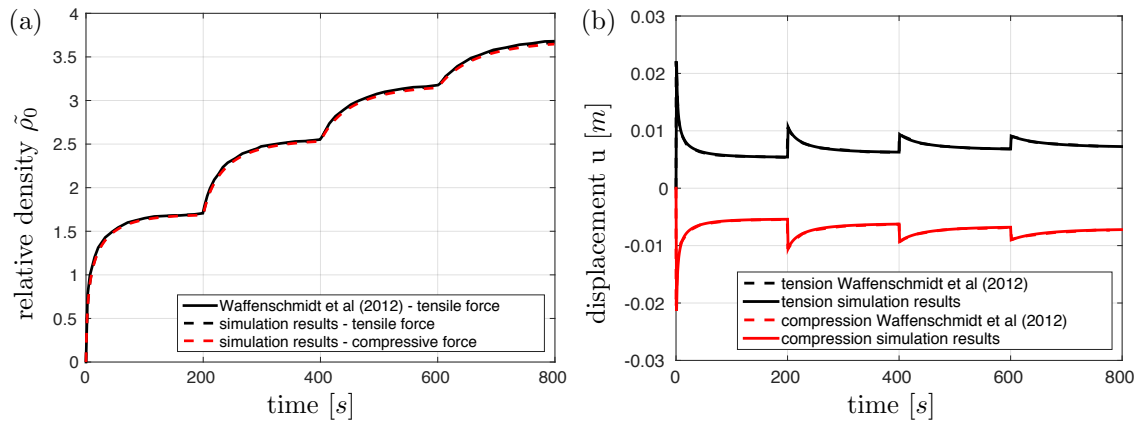 (a)
relative density ρ̃₀
4
3.5
3
2.5
2
1.5
1
0.5
0
Waffenschmidt et al (2012) - tensile force
simulation results - tensile force
simulation results - compressive force
0 200 400 600 800
time [s]
(b)
displacement u [m]
0.03
0.02
0.01
0
-0.01
-0.02
-0.03
tension Waffenschmidt et al (2012)
tension simulation results
compression Waffenschmidt et al (2012)
compression simulation results
0 200 400 600 800
time [s]